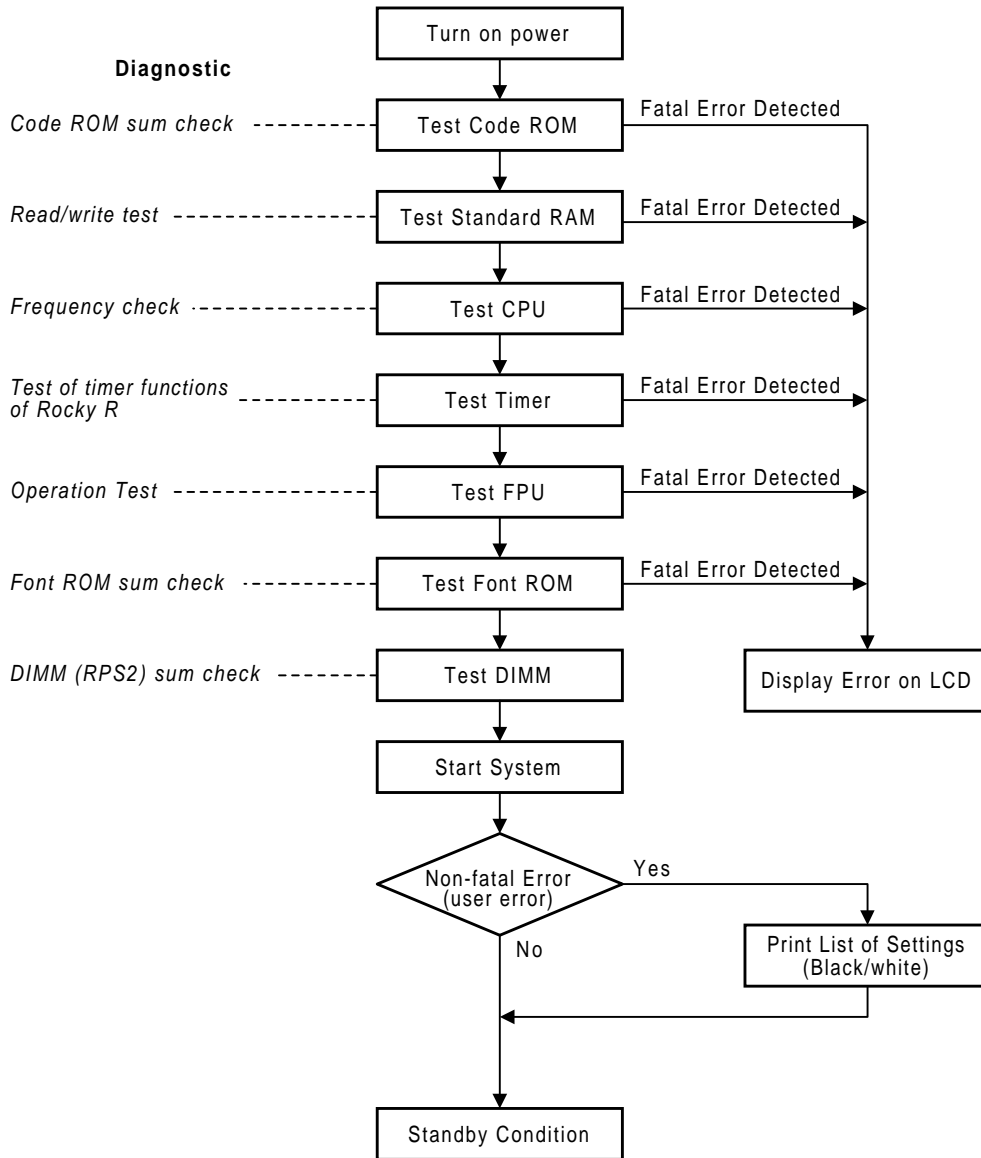 Turn on power
Diagnostic
Code ROM sum check
Test Code ROM
Fatal Error Detected
Read/write test
Test Standard RAM
Fatal Error Detected
Frequency check
Test CPU
Fatal Error Detected
Test of timer functions
of Rocky R
Test Timer
Fatal Error Detected
Operation Test
Test FPU
Fatal Error Detected
Font ROM sum check
Test Font ROM
Fatal Error Detected
DIMM (RPS2) sum check
Test DIMM
Display Error on LCD
Start System
Non-fatal Error
(user error)
Yes
No
Print List of Settings
(Black/white)
Standby Condition